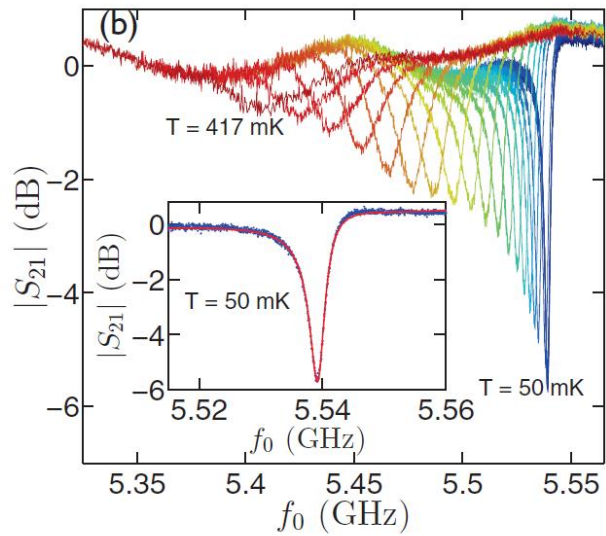 (b)
0
−2
−4
−6
|S₂₁| (dB)
T = 417 mK
T = 50 mK
0
−2
−4
−6
|S₂₁| (dB)
T = 50 mK
5.52 5.54 5.56
f₀ (GHz)
5.35 5.4 5.45 5.5 5.55
f₀ (GHz)